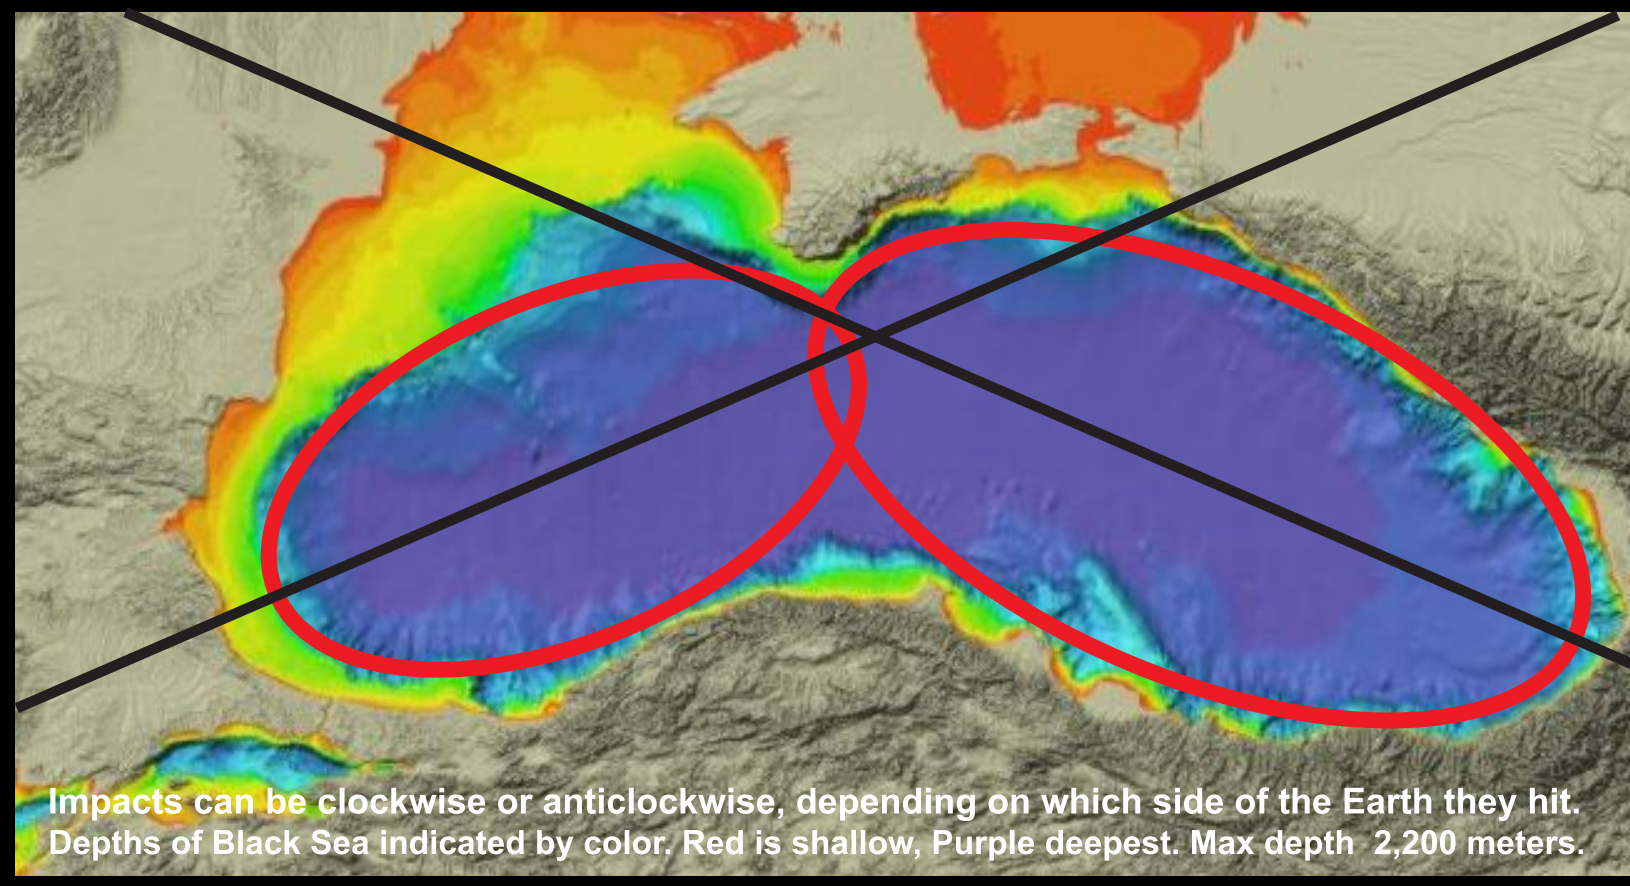 Impacts can be clockwise or anticlockwise, depending on which side of the Earth they hit.
Depths of Black Sea indicated by color. Red is shallow, Purple deepest. Max depth  2,200 meters.